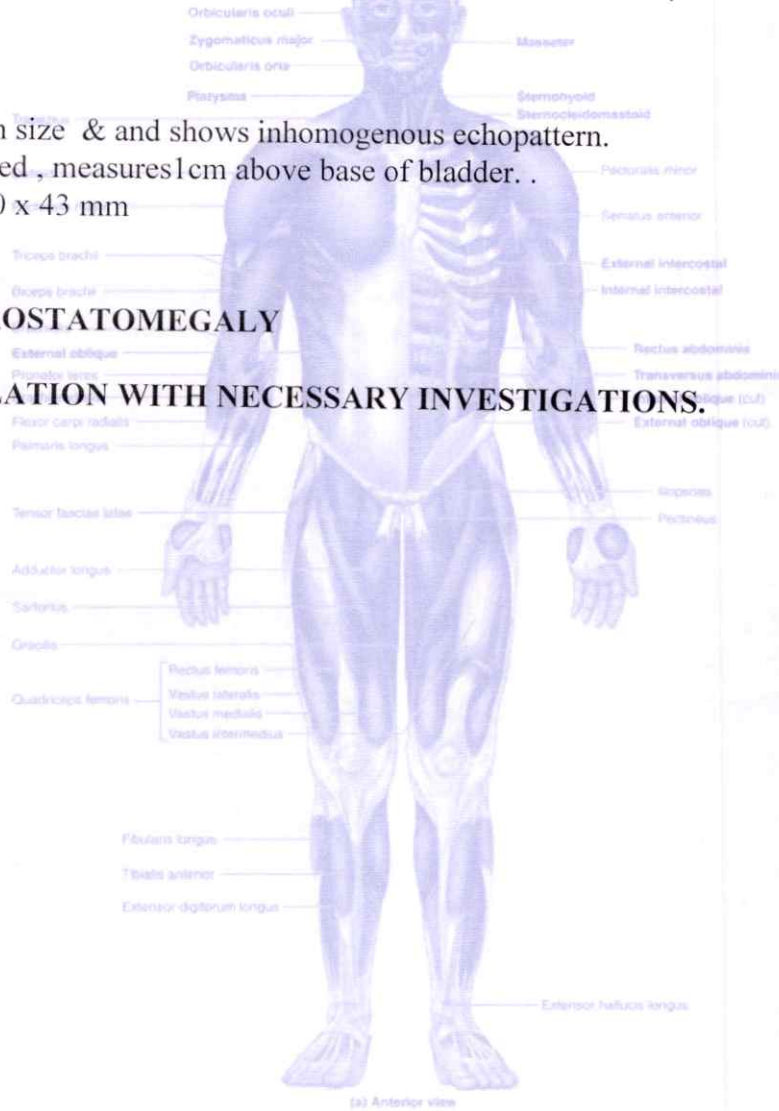 Orbicularis oculi
Zygomaticus major Masseter
Orbicularis oris
Platysma Sternohyoid
Sternocleidomastoid
size & and shows inhomogenous echopattern.
ed , measures1cm above base of bladder. .
Pectoralis minor
x 43 mm
Serratus anterior
Triceps brachii External intercostal
Biceps brachii Internal intercostal
OSTATOMEGALY
External oblique Rectus abdominis
Pronator teres Transversus abdomini
ATION WITH NECESSARY INVESTIGATIONS.
oblique (cut)
Flexor carpi radialis External oblique (cut)
Palmaris longus
Iliopsoas
Tensor fasciae latae Pectineus
Adductor longus
Sartorius
Gracilis
Rectus femoris
Quadriceps femoris Vastus lateralis
Vastus medialis
Vastus intermedius
Fibularis longus
Tibialis anterior
Extensor digitorum longus
Extensor hallucis longus
(a) Anterior view